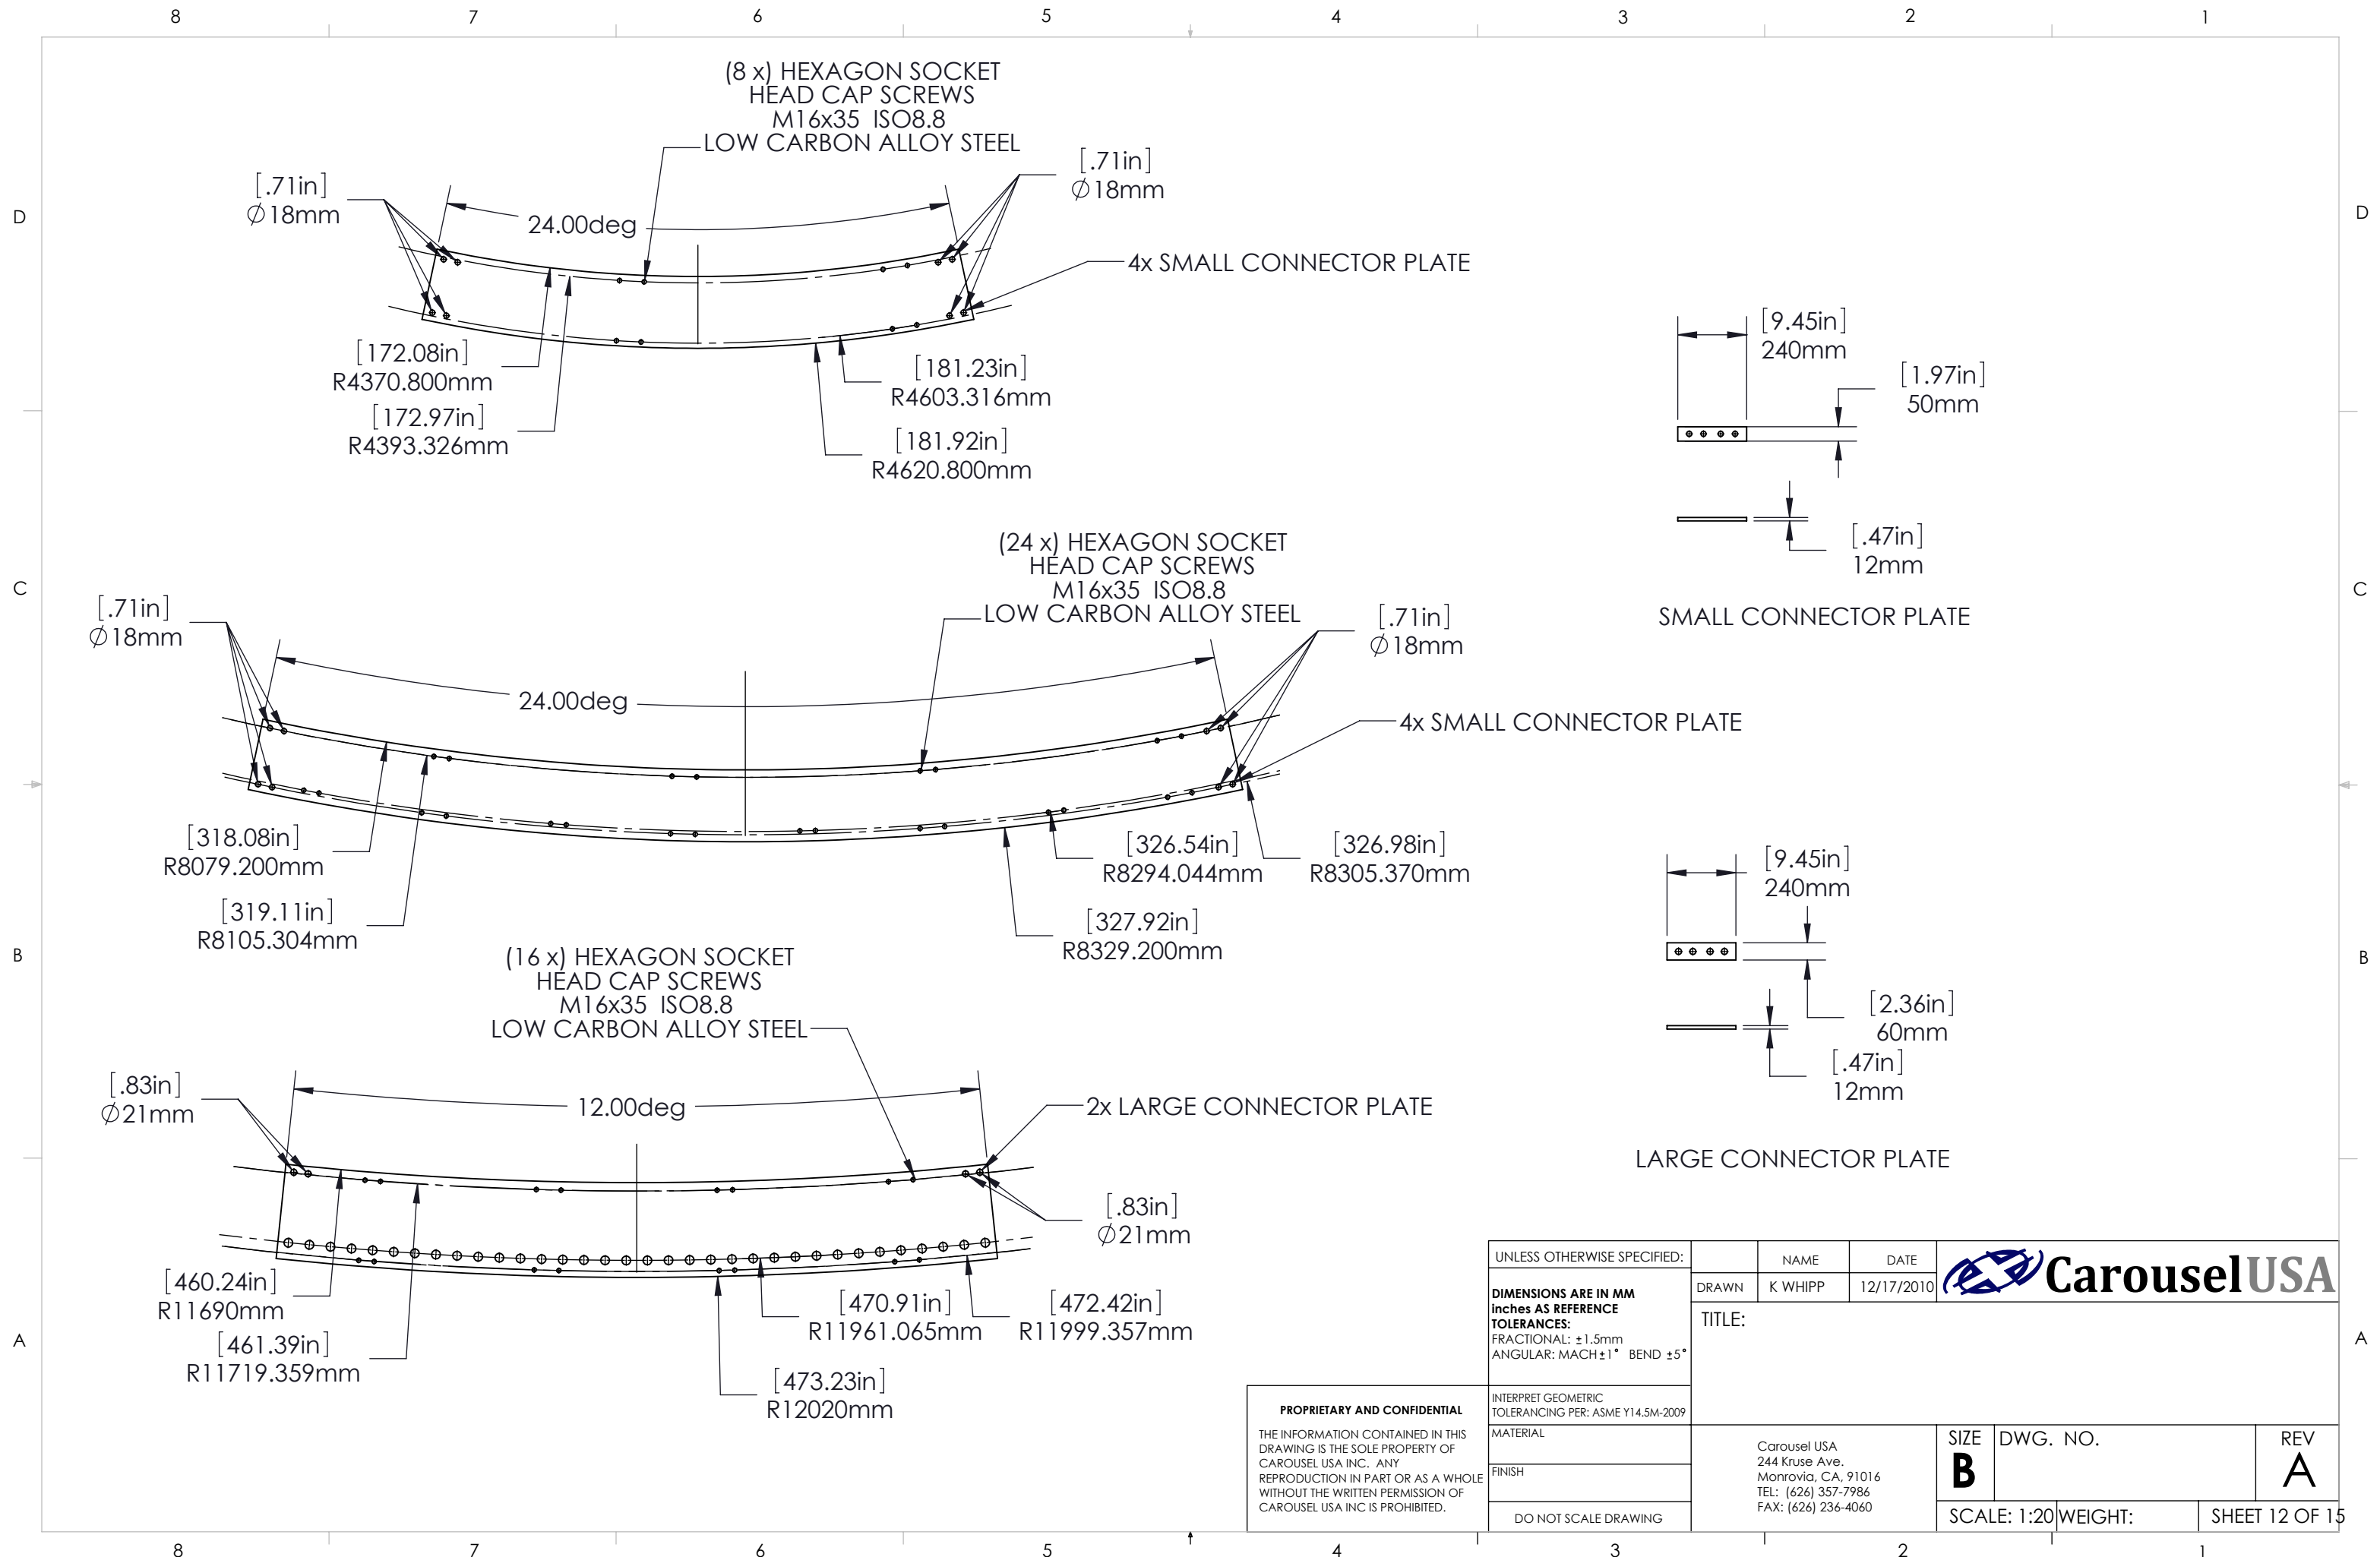 8 7 6 5 4 3 2 1
D
D
C
C
B
B
A
A
(8 x) HEXAGON SOCKET
HEAD CAP SCREWS
M16x35 ISO8.8
LOW CARBON ALLOY STEEL
[.71in]
∅18mm
24.00deg
[.71in]
∅18mm
4x SMALL CONNECTOR PLATE
[172.08in]
R4370.800mm
[172.97in]
R4393.326mm
[181.23in]
R4603.316mm
[181.92in]
R4620.800mm
[9.45in]
240mm
[1.97in]
50mm
[.47in]
12mm
SMALL CONNECTOR PLATE
(24 x) HEXAGON SOCKET
HEAD CAP SCREWS
M16x35 ISO8.8
LOW CARBON ALLOY STEEL
[.71in]
∅18mm
24.00deg
[.71in]
∅18mm
4x SMALL CONNECTOR PLATE
[318.08in]
R8079.200mm
[319.11in]
R8105.304mm
[326.54in]
R8294.044mm
[326.98in]
R8305.370mm
[327.92in]
R8329.200mm
[9.45in]
240mm
[2.36in]
60mm
[.47in]
12mm
LARGE CONNECTOR PLATE
(16 x) HEXAGON SOCKET
HEAD CAP SCREWS
M16x35 ISO8.8
LOW CARBON ALLOY STEEL
[.83in]
∅21mm
12.00deg
2x LARGE CONNECTOR PLATE
[.83in]
∅21mm
[460.24in]
R11690mm
[461.39in]
R11719.359mm
[470.91in]
R11961.065mm
[472.42in]
R11999.357mm
[473.23in]
R12020mm
PROPRIETARY AND CONFIDENTIAL
THE INFORMATION CONTAINED IN THIS
DRAWING IS THE SOLE PROPERTY OF
CAROUSEL USA INC. ANY
REPRODUCTION IN PART OR AS A WHOLE
WITHOUT THE WRITTEN PERMISSION OF
CAROUSEL USA INC IS PROHIBITED.
UNLESS OTHERWISE SPECIFIED:
DIMENSIONS ARE IN MM
inches AS REFERENCE
TOLERANCES:
FRACTIONAL: ±1.5mm
ANGULAR: MACH±1° BEND ±5°
INTERPRET GEOMETRIC
TOLERANCING PER: ASME Y14.5M-2009
MATERIAL
FINISH
DO NOT SCALE DRAWING
NAME DATE
DRAWN K WHIPP 12/17/2010
CarouselUSA
TITLE:
Carousel USA
244 Kruse Ave.
Monrovia, CA, 91016
TEL: (626) 357-7986
FAX: (626) 236-4060
SIZE DWG. NO. REV
B A
SCALE: 1:20 WEIGHT: SHEET 12 OF 15
8 7 6 5 4 3 2 1